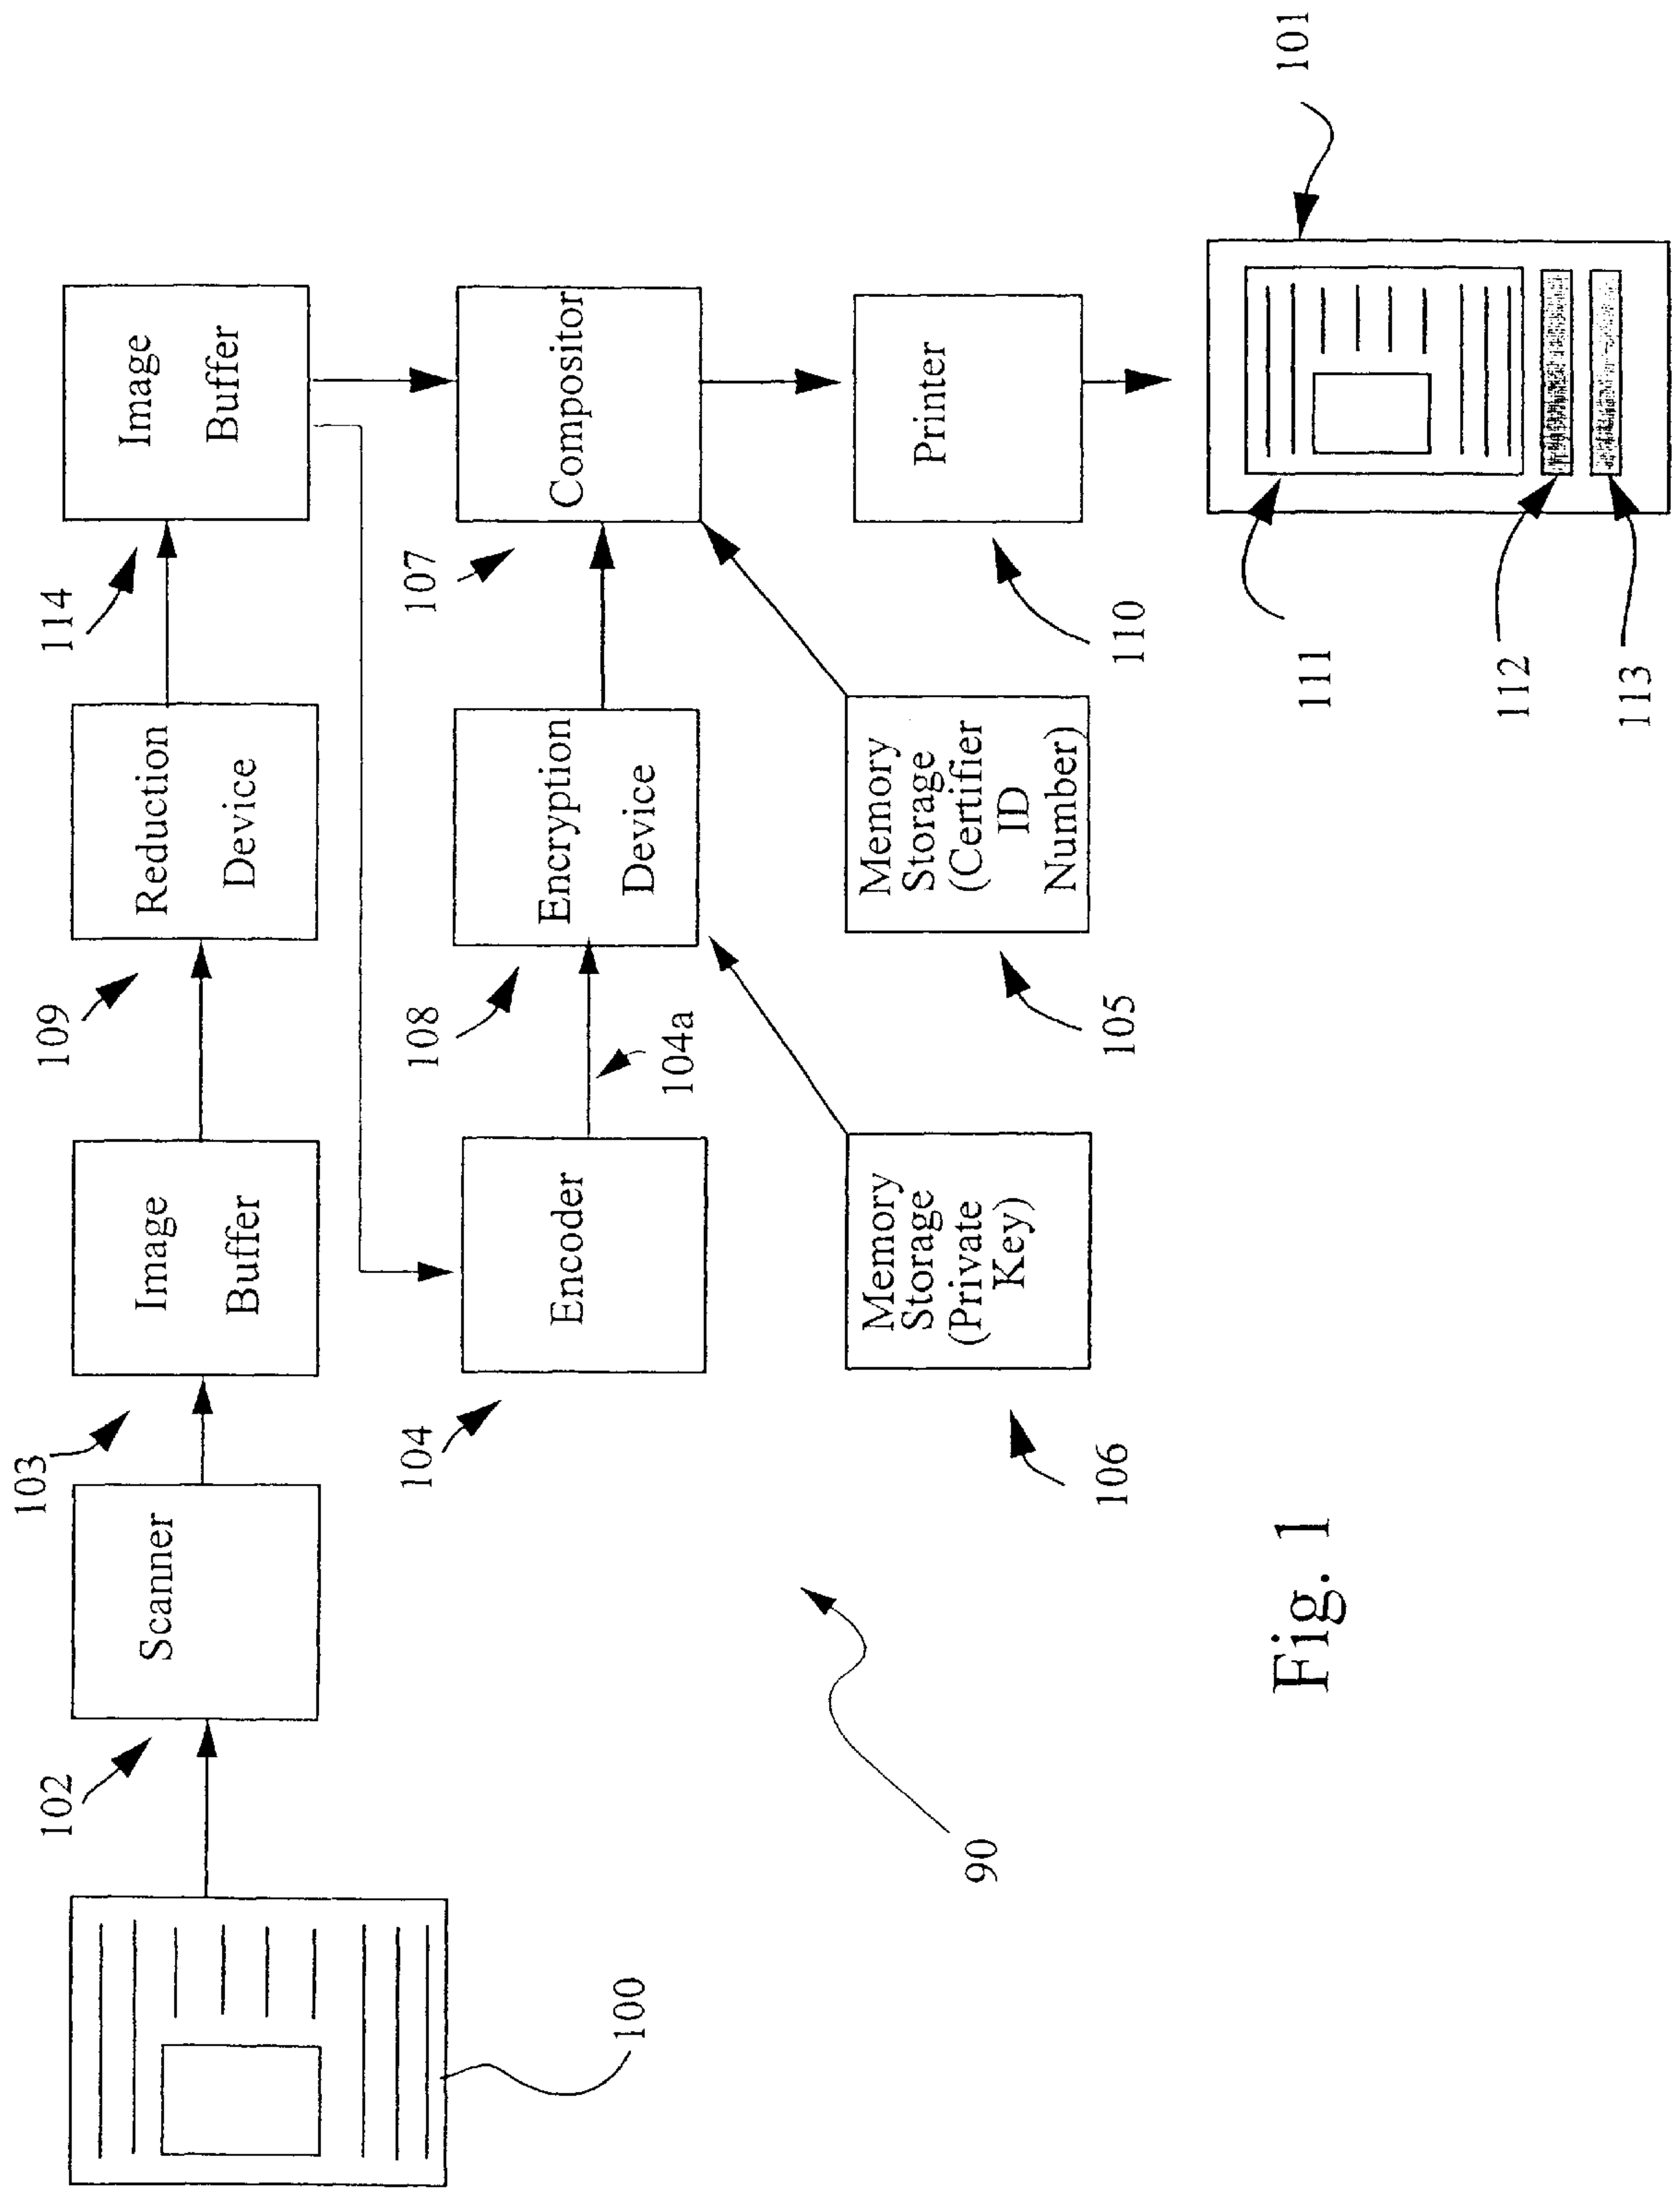 100
102
Scanner
103
Image
Buffer
109
Reduction
Device
114
Image
Buffer
104
Encoder
104a
108
Encryption
Device
107
Compositor
106
Memory
Storage
(Private
Key)
105
Memory
Storage
(Certifier
ID
Number)
110
Printer
101
111
112
113
90
Fig. 1